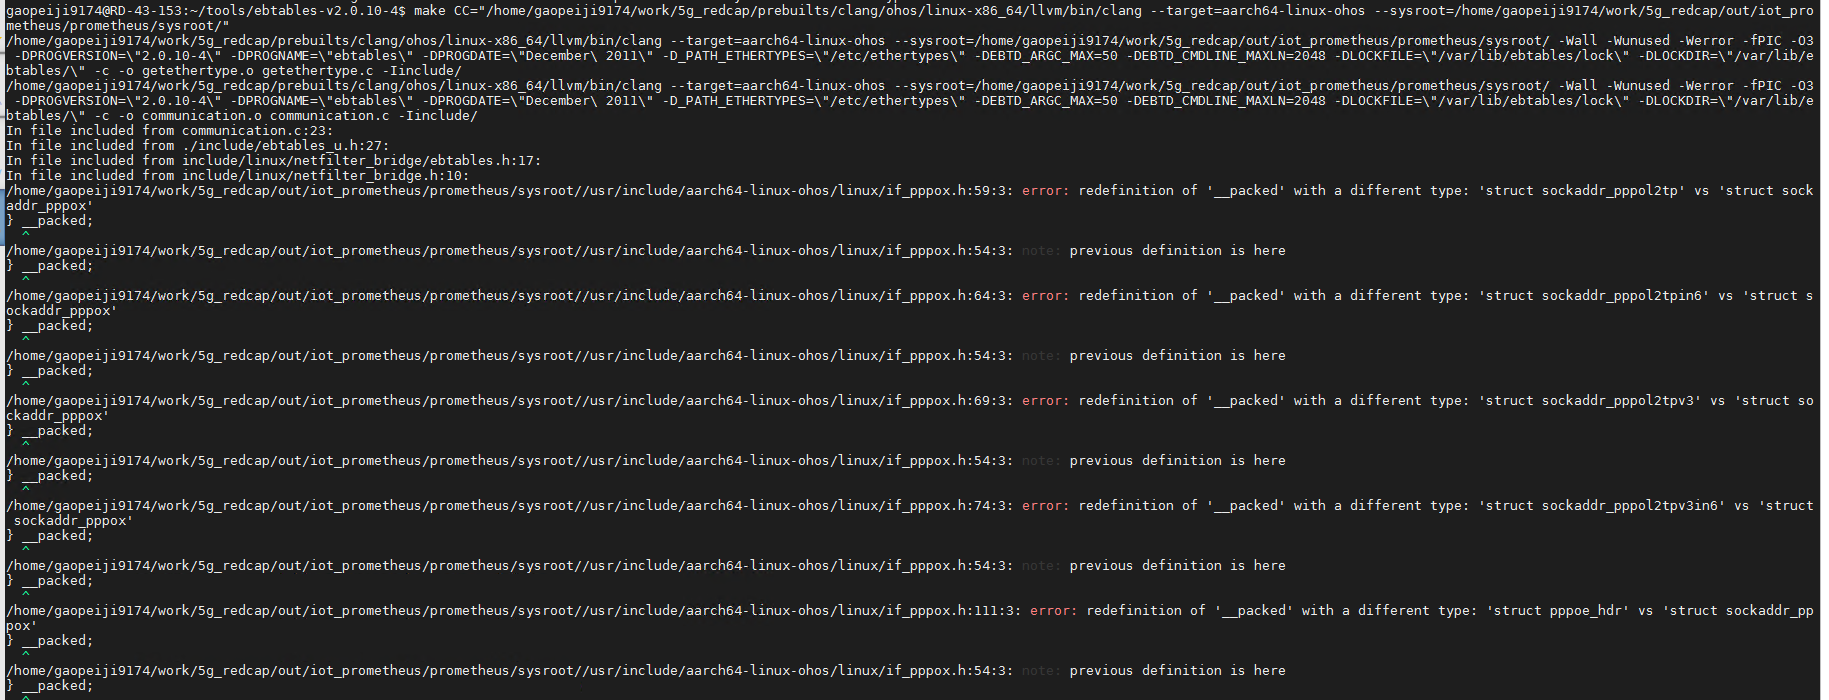 gaopeiji9174@RD-43-153:~/tools/ebtables-v2.0.10-4$ make CC="/home/gaopeiji9174/work/5g_redcap/prebuilts/clang/ohos/linux-x86_64/llvm/bin/clang --target=aarch64-linux-ohos --sysroot=/home/gaopeiji9174/work/5g_redcap/out/iot_pro
metheus/prometheus/sysroot/"
/home/gaopeiji9174/work/5g_redcap/prebuilts/clang/ohos/linux-x86_64/llvm/bin/clang --target=aarch64-linux-ohos --sysroot=/home/gaopeiji9174/work/5g_redcap/out/iot_prometheus/prometheus/sysroot/ -Wall -Wunused -Werror -fPIC -O3
 -DPROGVERSION=\"2.0.10-4\" -DPROGNAME=\"ebtables\" -DPROGDATE=\"December\ 2011\" -D_PATH_ETHERTYPES=\"/etc/ethertypes\" -DEBTD_ARGC_MAX=50 -DEBTD_CMDLINE_MAXLN=2048 -DLOCKFILE=\"/var/lib/ebtables/lock\" -DLOCKDIR=\"/var/lib/e
btables/\" -c -o getethertype.o getethertype.c -Iinclude/
/home/gaopeiji9174/work/5g_redcap/prebuilts/clang/ohos/linux-x86_64/llvm/bin/clang --target=aarch64-linux-ohos --sysroot=/home/gaopeiji9174/work/5g_redcap/out/iot_prometheus/prometheus/sysroot/ -Wall -Wunused -Werror -fPIC -O3
 -DPROGVERSION=\"2.0.10-4\" -DPROGNAME=\"ebtables\" -DPROGDATE=\"December\ 2011\" -D_PATH_ETHERTYPES=\"/etc/ethertypes\" -DEBTD_ARGC_MAX=50 -DEBTD_CMDLINE_MAXLN=2048 -DLOCKFILE=\"/var/lib/ebtables/lock\" -DLOCKDIR=\"/var/lib/e
btables/\" -c -o communication.o communication.c -Iinclude/
In file included from communication.c:23:
In file included from ./include/ebtables_u.h:27:
In file included from include/linux/netfilter_bridge/ebtables.h:17:
In file included from include/linux/netfilter_bridge.h:10:
/home/gaopeiji9174/work/5g_redcap/out/iot_prometheus/prometheus/sysroot//usr/include/aarch64-linux-ohos/linux/if_pppox.h:59:3: error: redefinition of '__packed' with a different type: 'struct sockaddr_pppol2tp' vs 'struct sock
addr_pppox'
} __packed;
  ^
/home/gaopeiji9174/work/5g_redcap/out/iot_prometheus/prometheus/sysroot//usr/include/aarch64-linux-ohos/linux/if_pppox.h:54:3: note: previous definition is here
} __packed;
  ^
/home/gaopeiji9174/work/5g_redcap/out/iot_prometheus/prometheus/sysroot//usr/include/aarch64-linux-ohos/linux/if_pppox.h:64:3: error: redefinition of '__packed' with a different type: 'struct sockaddr_pppol2tpin6' vs 'struct s
ockaddr_pppox'
} __packed;
  ^
/home/gaopeiji9174/work/5g_redcap/out/iot_prometheus/prometheus/sysroot//usr/include/aarch64-linux-ohos/linux/if_pppox.h:54:3: note: previous definition is here
} __packed;
  ^
/home/gaopeiji9174/work/5g_redcap/out/iot_prometheus/prometheus/sysroot//usr/include/aarch64-linux-ohos/linux/if_pppox.h:69:3: error: redefinition of '__packed' with a different type: 'struct sockaddr_pppol2tpv3' vs 'struct so
ckaddr_pppox'
} __packed;
  ^
/home/gaopeiji9174/work/5g_redcap/out/iot_prometheus/prometheus/sysroot//usr/include/aarch64-linux-ohos/linux/if_pppox.h:54:3: note: previous definition is here
} __packed;
  ^
/home/gaopeiji9174/work/5g_redcap/out/iot_prometheus/prometheus/sysroot//usr/include/aarch64-linux-ohos/linux/if_pppox.h:74:3: error: redefinition of '__packed' with a different type: 'struct sockaddr_pppol2tpv3in6' vs 'struct
 sockaddr_pppox'
} __packed;
  ^
/home/gaopeiji9174/work/5g_redcap/out/iot_prometheus/prometheus/sysroot//usr/include/aarch64-linux-ohos/linux/if_pppox.h:54:3: note: previous definition is here
} __packed;
  ^
/home/gaopeiji9174/work/5g_redcap/out/iot_prometheus/prometheus/sysroot//usr/include/aarch64-linux-ohos/linux/if_pppox.h:111:3: error: redefinition of '__packed' with a different type: 'struct pppoe_hdr' vs 'struct sockaddr_pp
pox'
} __packed;
  ^
/home/gaopeiji9174/work/5g_redcap/out/iot_prometheus/prometheus/sysroot//usr/include/aarch64-linux-ohos/linux/if_pppox.h:54:3: note: previous definition is here
} __packed;
  ^